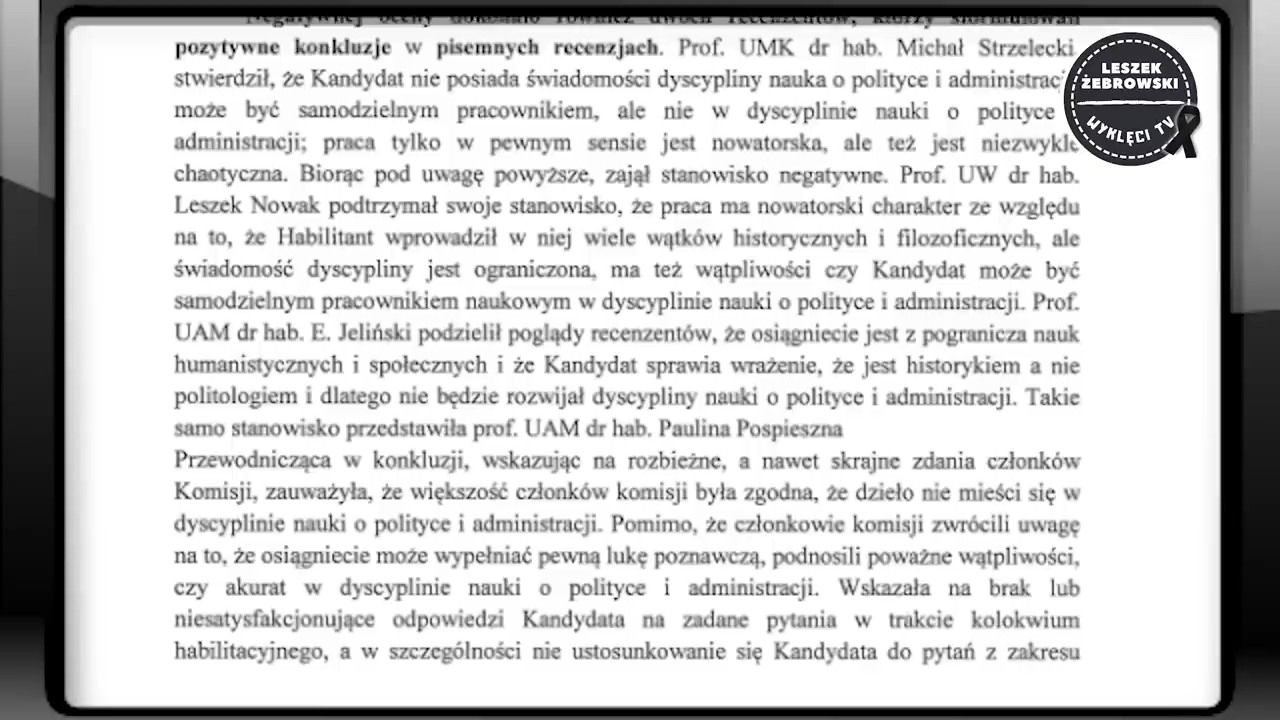 Negatywnej oceny dokonało również dwóch recenzentów, którzy sformułowali
pozytywne konkluzje w pisemnych recenzjach. Prof. UMK dr hab. Michał Strzelecki
stwierdził, że Kandydat nie posiada świadomości dyscypliny nauka o polityce i administrac
może być samodzielnym pracownikiem, ale nie w dyscyplinie nauki o polityce
administracji; praca tylko w pewnym sensie jest nowatorska, ale też jest niezwykle
chaotyczna. Biorąc pod uwagę powyższe, zajął stanowisko negatywne. Prof. UW dr hab.
Leszek Nowak podtrzymał swoje stanowisko, że praca ma nowatorski charakter ze względu
na to, że Habilitant wprowadził w niej wiele wątków historycznych i filozoficznych, ale
świadomość dyscypliny jest ograniczona, ma też wątpliwości czy Kandydat może być
samodzielnym pracownikiem naukowym w dyscyplinie nauki o polityce i administracji. Prof.
UAM dr hab. E. Jeliński podzielił poglądy recenzentów, że osiągniecie jest z pogranicza nauk
humanistycznych i społecznych i że Kandydat sprawia wrażenie, że jest historykiem a nie
politologiem i dlatego nie będzie rozwijał dyscypliny nauki o polityce i administracji. Takie
samo stanowisko przedstawiła prof. UAM dr hab. Paulina Pospieszna
Przewodnicząca w konkluzji, wskazując na rozbieżne, a nawet skrajne zdania członków
Komisji, zauważyła, że większość członków komisji była zgodna, że dzieło nie mieści się w
dyscyplinie nauki o polityce i administracji. Pomimo, że członkowie komisji zwrócili uwagę
na to, że osiągniecie może wypełniać pewną lukę poznawczą, podnosili poważne wątpliwości,
czy akurat w dyscyplinie nauki o polityce i administracji. Wskazała na brak lub
niesatysfakcjonujące odpowiedzi Kandydata na zadane pytania w trakcie kolokwium
habilitacyjnego, a w szczególności nie ustosunkowanie się Kandydata do pytań z zakresu
LESZEK
ŻEBROWSKI
WYKLĘCI TV